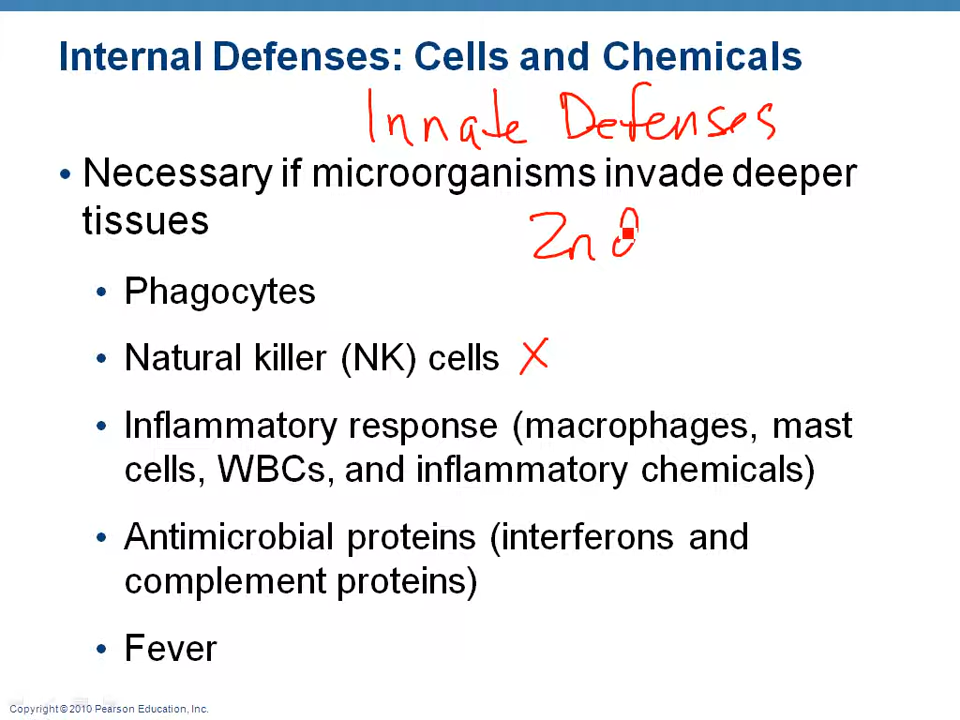 Internal Defenses: Cells and Chemicals
Innate Defenses
• Necessary if microorganisms invade deeper
tissues
2n
• Phagocytes
• Natural killer (NK) cells X
• Inflammatory response (macrophages, mast
cells, WBCs, and inflammatory chemicals)
• Antimicrobial proteins (interferons and
complement proteins)
• Fever
Copyright © 2010 Pearson Education, Inc.